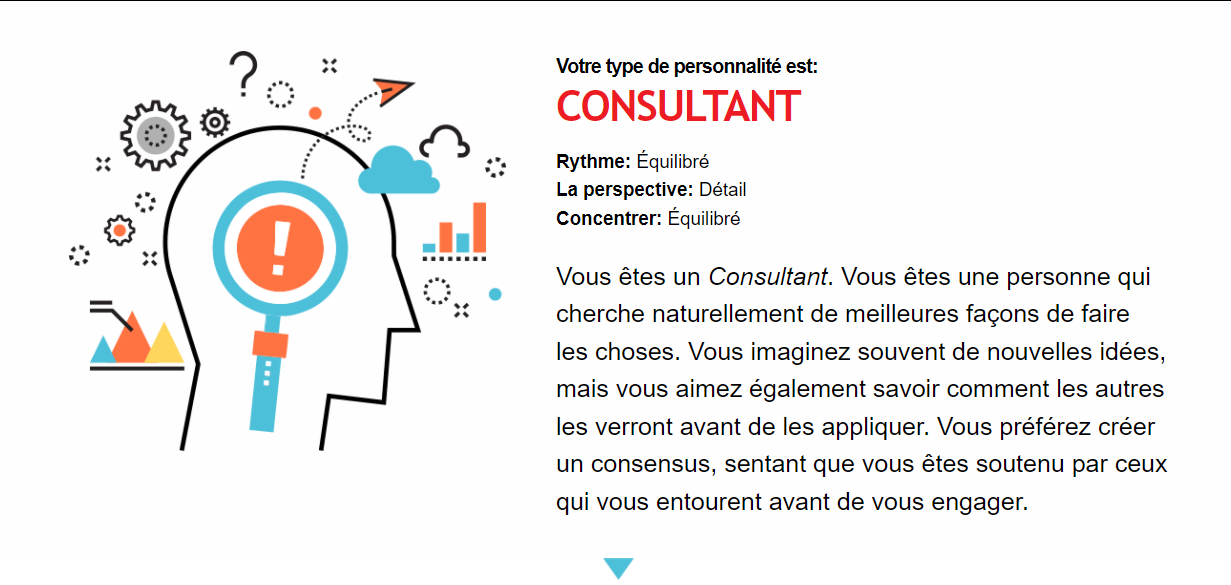 Votre type de personnalité est:
CONSULTANT
Rythme: Équilibré
La perspective: Détail
Concentrer: Équilibré
Vous êtes un Consultant. Vous êtes une personne qui
cherche naturellement de meilleures façons de faire
les choses. Vous imaginez souvent de nouvelles idées,
mais vous aimez également savoir comment les autres
les verront avant de les appliquer. Vous préférez créer
un consensus, sentant que vous êtes soutenu par ceux
qui vous entourent avant de vous engager.